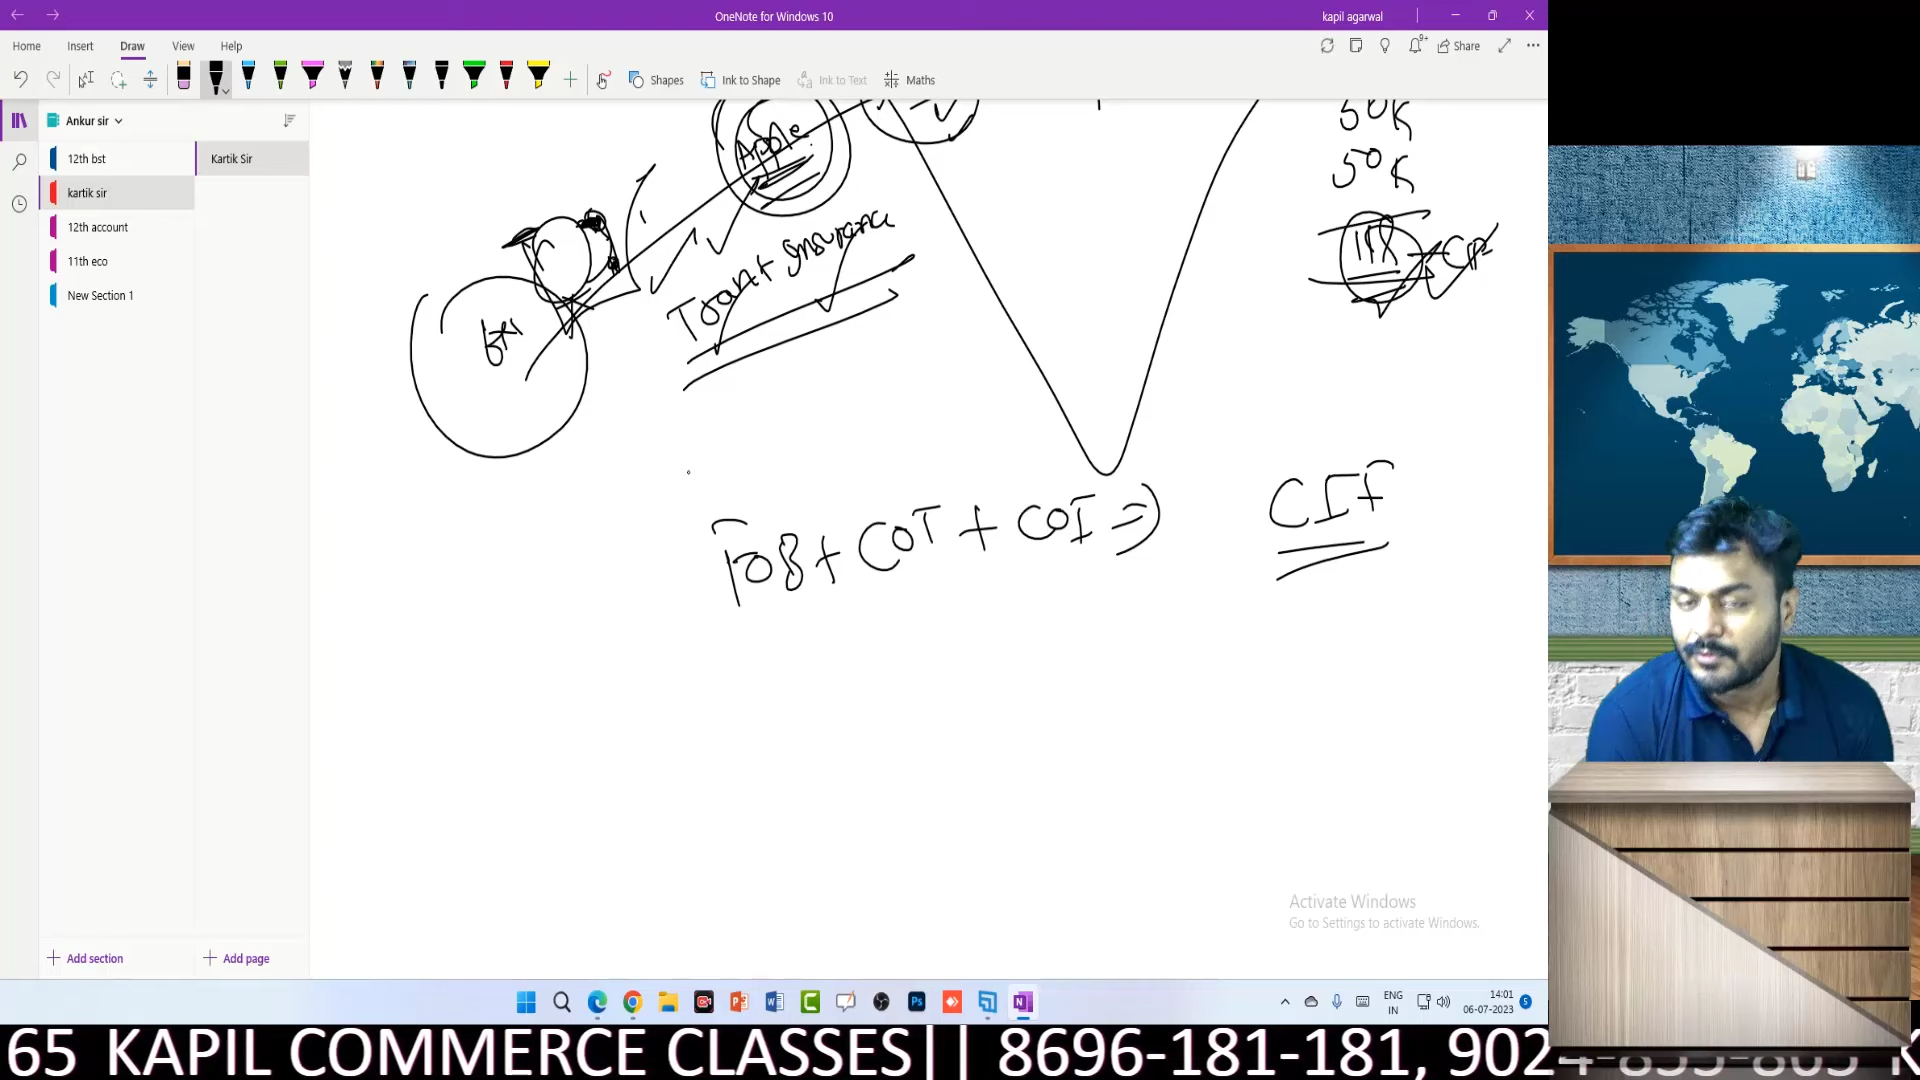 OneNote for Windows 10
kapil agarwal
Home Insert Draw View Help
9+ Share
Shapes Ink to Shape Ink to Text Maths
Ankur sir
12th bst Kartik Sir
kartik sir
12th account
11th eco
New Section 1
50K
50K
Apple
Insurance
FOB + COT + COI =) CIF
Activate Windows
Go to Settings to activate Windows.
Add section Add page
ENG
IN
14:01
06-07-2023
5
65 KAPIL COMMERCE CLASSES|| 8696-181-181, 902